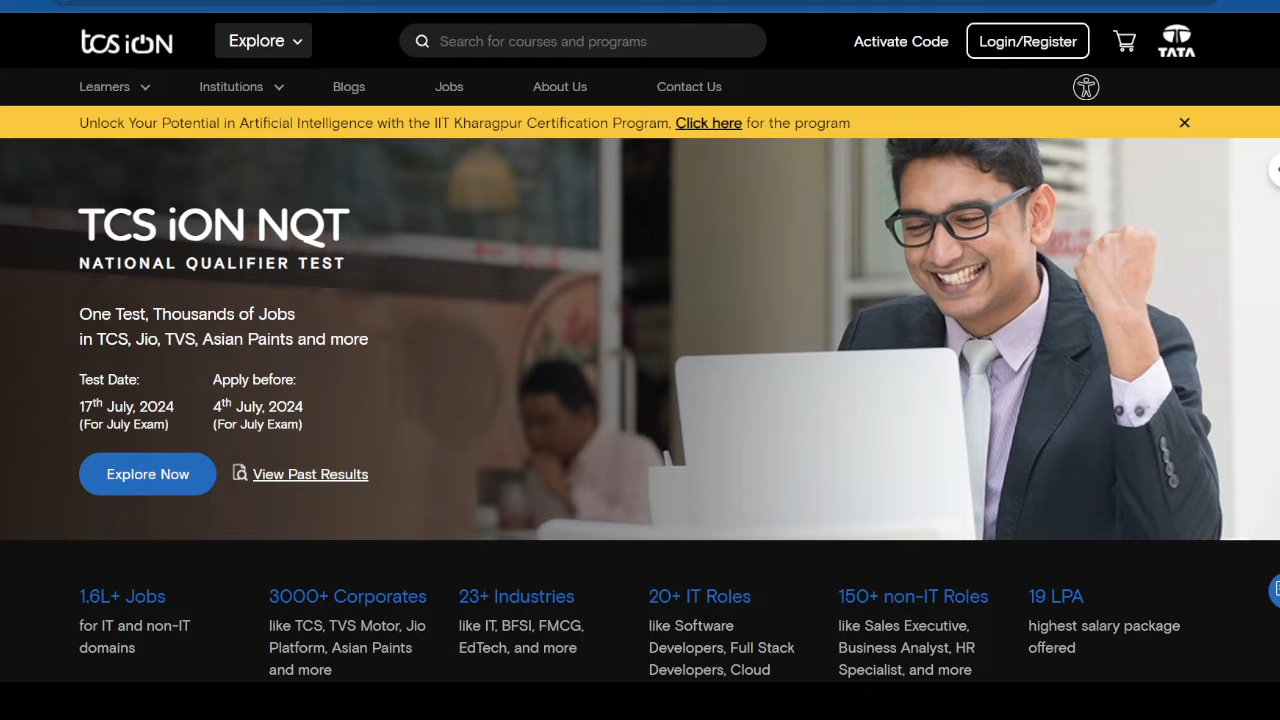 tcs iON
Explore
Search for courses and programs
Activate Code
Login/Register
TATA
Learners
Institutions
Blogs
Jobs
About Us
Contact Us
Unlock Your Potential in Artificial Intelligence with the IIT Kharagpur Certification Program, Click here for the program
TCS iON NQT
NATIONAL QUALIFIER TEST
One Test, Thousands of Jobs
in TCS, Jio, TVS, Asian Paints and more
Test Date:
17th July, 2024
(For July Exam)
Apply before:
4th July, 2024
(For July Exam)
Explore Now
View Past Results
1.6L+ Jobs
for IT and non-IT
domains
3000+ Corporates
like TCS, TVS Motor, Jio
Platform, Asian Paints
and more
23+ Industries
like IT, BFSI, FMCG,
EdTech, and more
20+ IT Roles
like Software
Developers, Full Stack
Developers, Cloud
150+ non-IT Roles
like Sales Executive,
Business Analyst, HR
Specialist, and more
19 LPA
highest salary package
offered